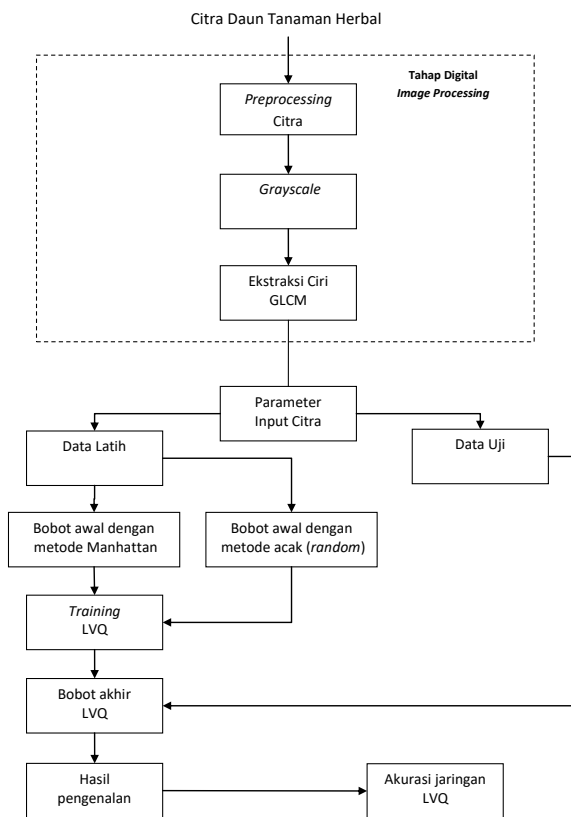 Citra Daun Tanaman Herbal
Tahap Digital
Image Processing
Preprocessing
Citra
Grayscale
Ekstraksi Ciri
GLCM
Parameter
Input Citra
Data Latih
Data Uji
Bobot awal dengan
metode Manhattan
Bobot awal dengan
metode acak (random)
Training
LVQ
Bobot akhir
LVQ
Hasil
pengenalan
Akurasi jaringan
LVQ